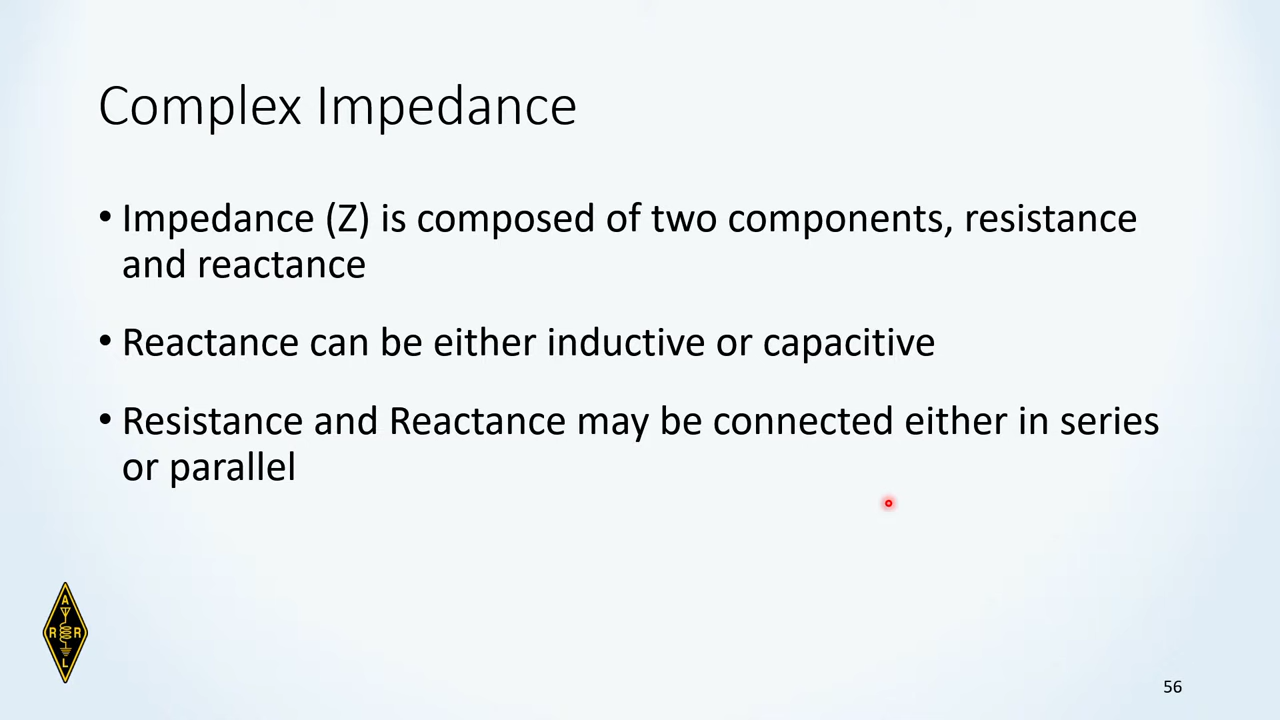 Complex Impedance
• Impedance (Z) is composed of two components, resistance
and reactance
• Reactance can be either inductive or capacitive
• Resistance and Reactance may be connected either in series
or parallel
A
R R
L
56